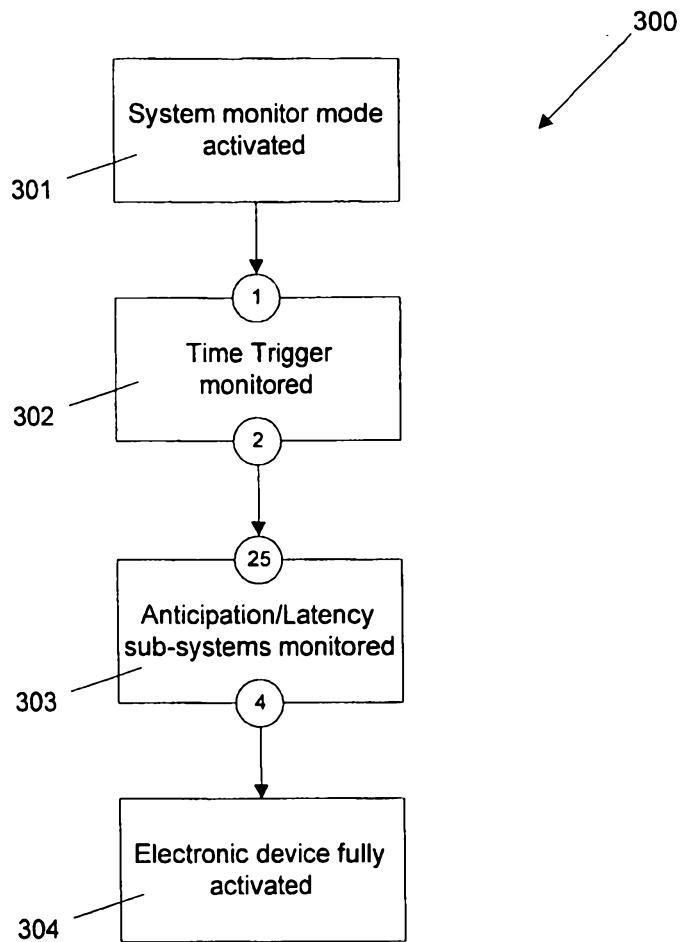 300
System monitor mode
activated
301
1
Time Trigger
monitored
302
2
25
Anticipation/Latency
sub-systems monitored
303
4
Electronic device fully
activated
304